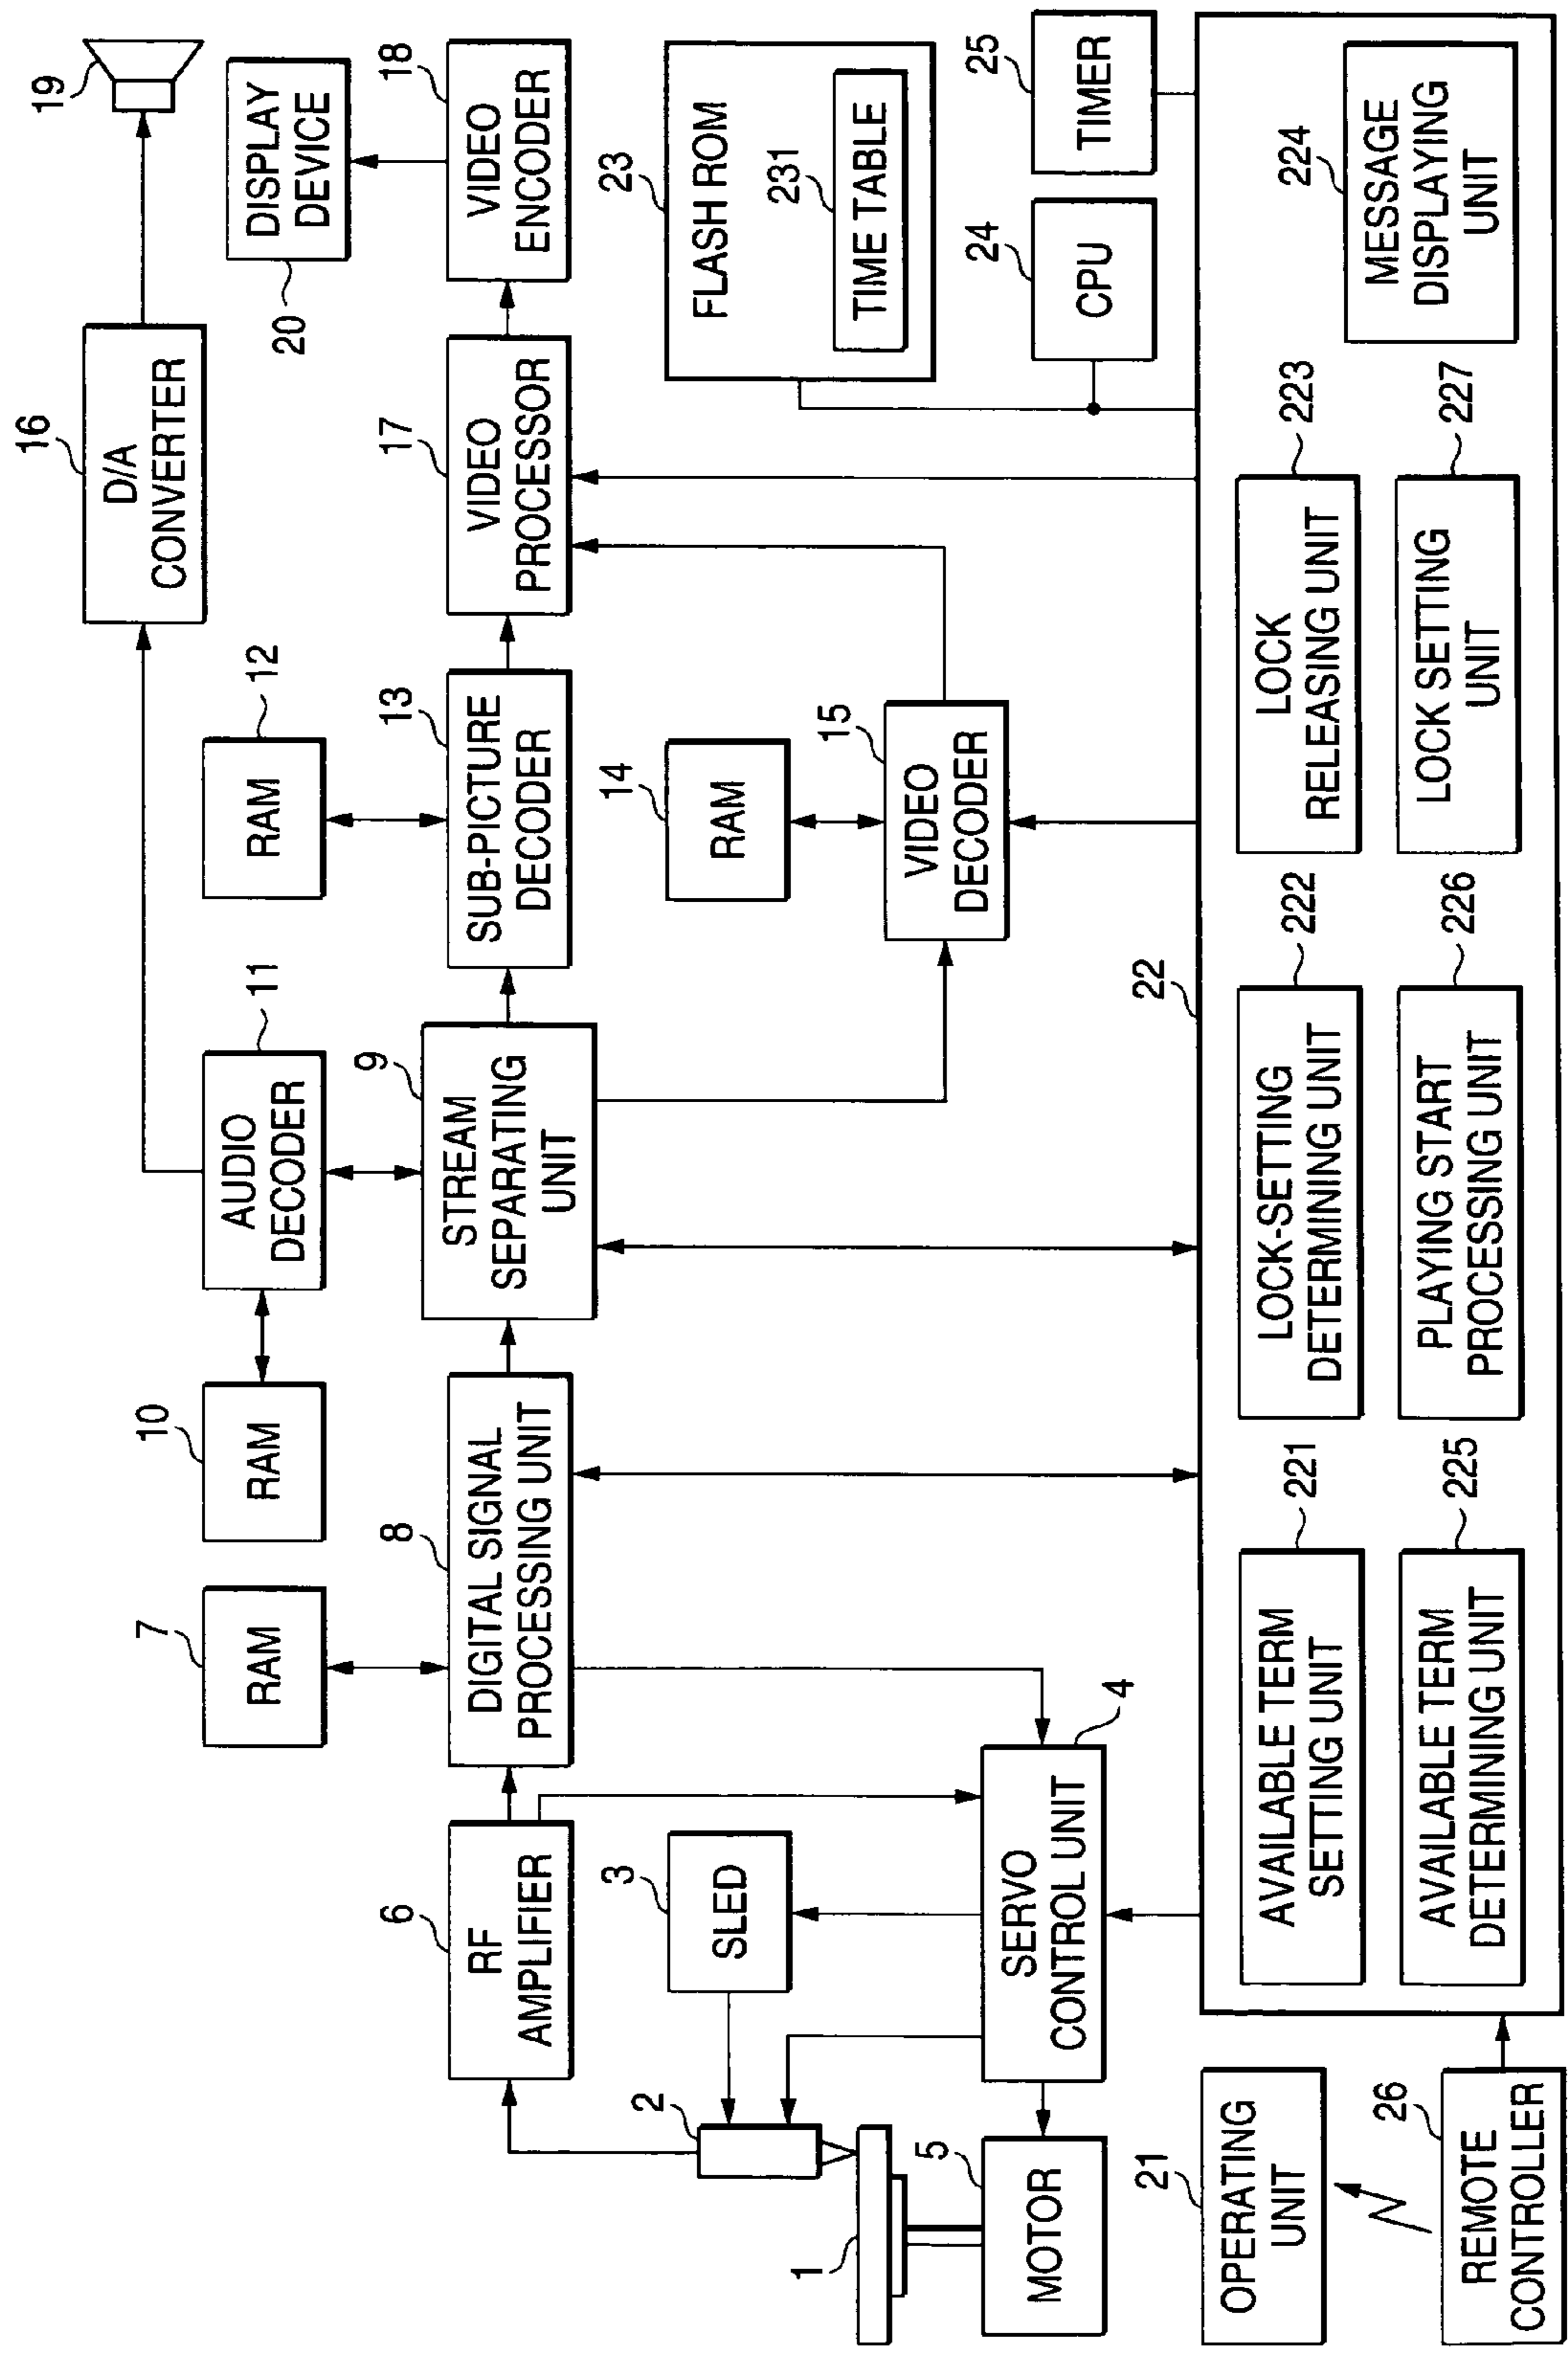 19
16
D/A
CONVERTER
DISPLAY
DEVICE
20
7
RAM
10
RAM
11
AUDIO
DECODER
12
RAM
6
RF
AMPLIFIER
8
DIGITAL SIGNAL
PROCESSING UNIT
9
STREAM
SEPARATING
UNIT
13
SUB-PICTURE
DECODER
17
VIDEO
PROCESSOR
18
VIDEO
ENCODER
2
3
SLED
14
RAM
23
FLASH ROM
231
TIME TABLE
1
15
VIDEO
DECODER
5
MOTOR
4
SERVO
CONTROL UNIT
24
CPU
25
TIMER
21
OPERATING
UNIT
22
221
AVAILABLE TERM
SETTING UNIT
222
LOCK-SETTING
DETERMINING UNIT
223
LOCK
RELEASING UNIT
224
MESSAGE
DISPLAYING
UNIT
26
REMOTE
CONTROLLER
225
AVAILABLE TERM
DETERMINING UNIT
226
PLAYING START
PROCESSING UNIT
227
LOCK SETTING
UNIT